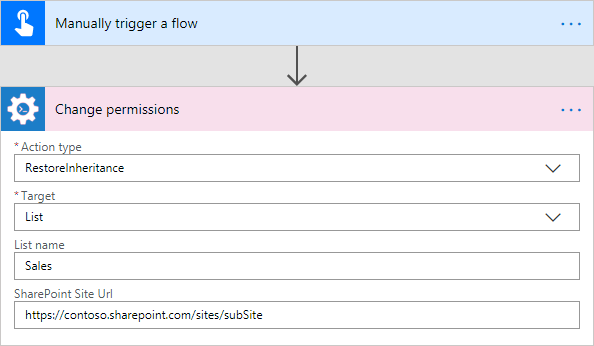 Manually trigger a flow
Change permissions
* Action type
RestoreInheritance
* Target
List
List name
Sales
SharePoint Site Url
https://contoso.sharepoint.com/sites/subSite